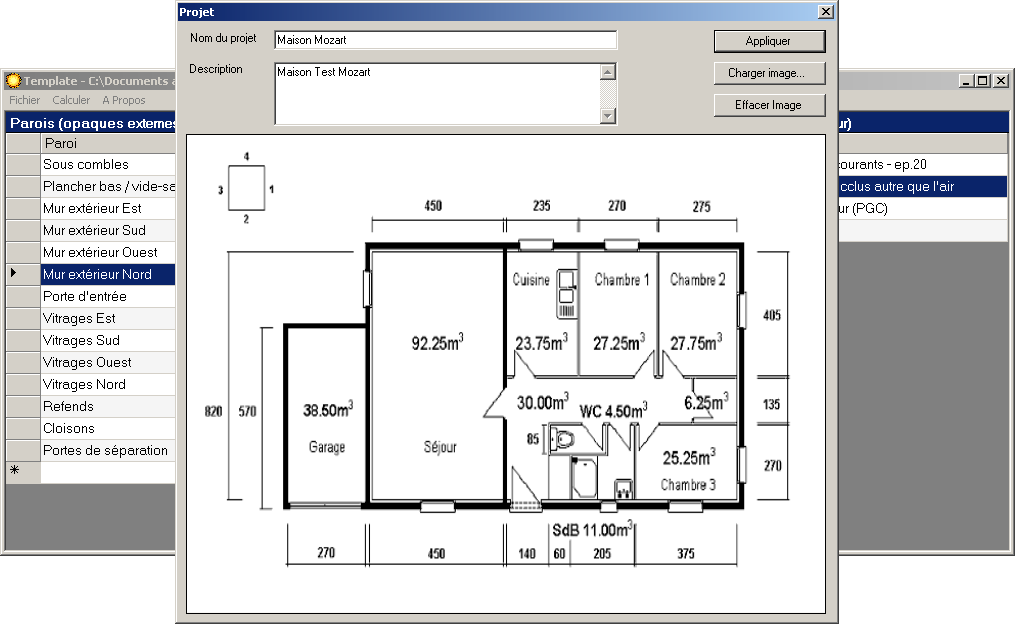 Projet
Nom du projet
Maison Mozart
Appliquer
Description
Maison Test Mozart
Charger image...
Effacer Image
Template - C:\Documents
Fichier Calculer A Propos
Parois (opaques externes
ur)
Paroi
Sous combles
courants - ep.20
Plancher bas / vide-sa
cclus autre que l'air
Mur extérieur Est
ur (PGC)
Mur extérieur Sud
Mur extérieur Ouest
Mur extérieur Nord
Porte d'entrée
Vitrages Est
Vitrages Sud
Vitrages Ouest
Vitrages Nord
Refends
Cloisons
Portes de séparation
*
4
3 1
2
450 235 270 275
Cuisine Chambre 1 Chambre 2
92.25m³ 23.75m³ 27.25m³ 27.75m³
405
38.50m³ 30.00m³ WC 4.50m³ 6.25m³
820 570 135
85
Garage Séjour
25.25m³
270
Chambre 3
SdB 11.00m³
270 450 140 60 205 375